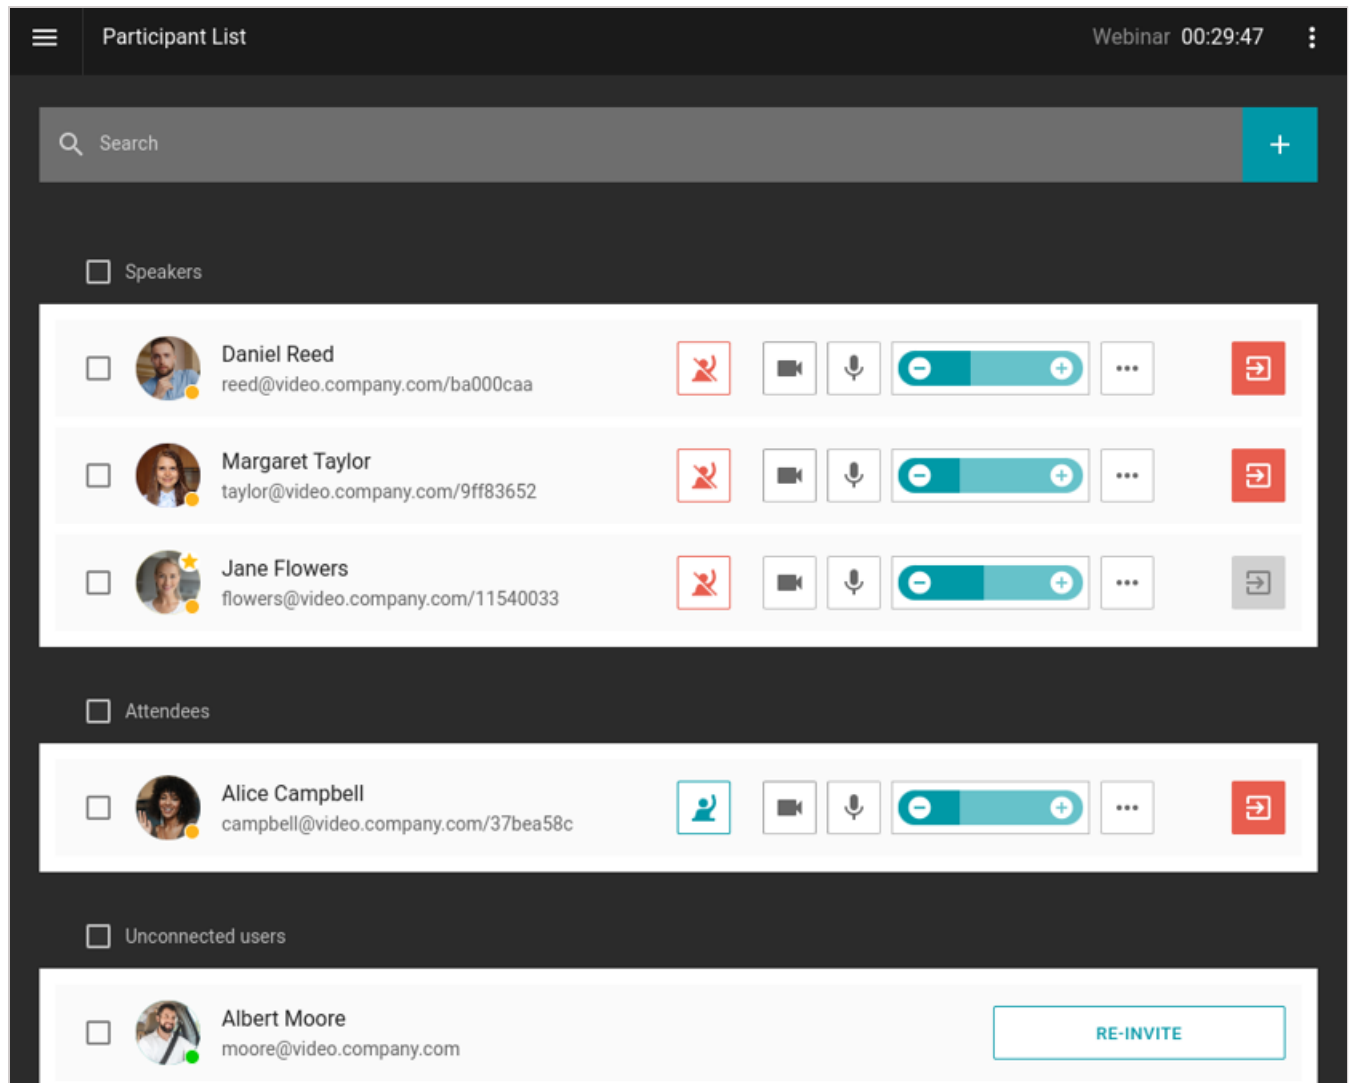 Participant List
Webinar 00:29:47
Search
Speakers
Daniel Reed
reed@video.company.com/ba000caa
Margaret Taylor
taylor@video.company.com/9ff83652
Jane Flowers
flowers@video.company.com/11540033
Attendees
Alice Campbell
campbell@video.company.com/37bea58c
Unconnected users
Albert Moore
moore@video.company.com
RE-INVITE